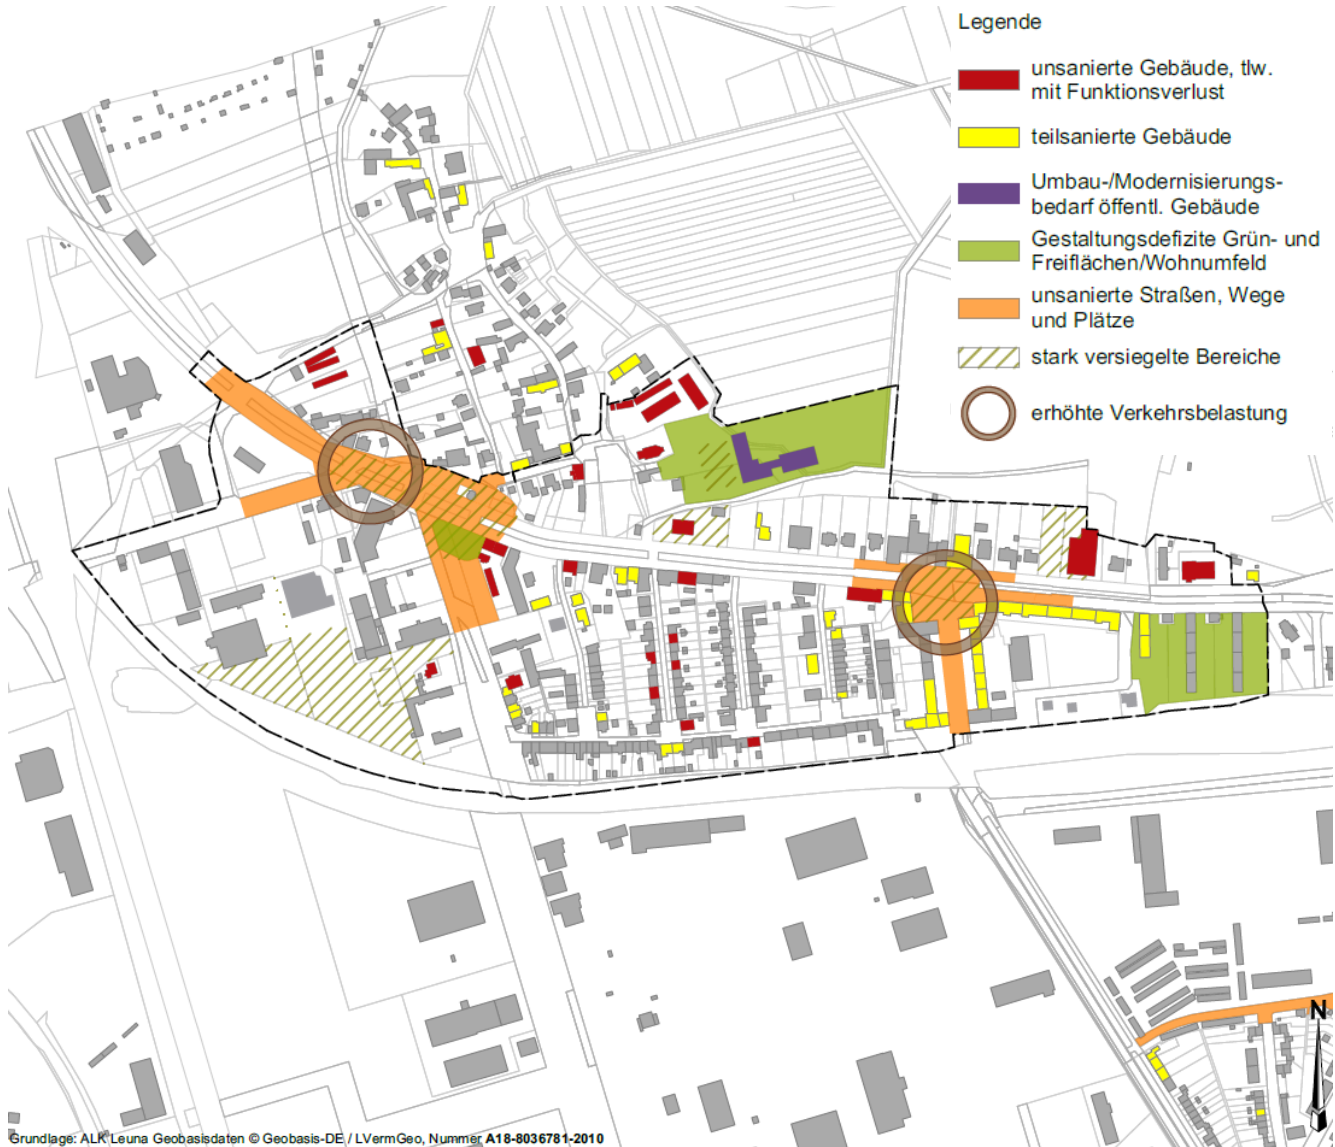 Legende
unsanierte Gebäude, tlw.
mit Funktionsverlust
teilsanierte Gebäude
Umbau-/Modernisierungs-
bedarf öffentl. Gebäude
Gestaltungsdefizite Grün- und
Freiflächen/Wohnumfeld
unsanierte Straßen, Wege
und Plätze
stark versiegelte Bereiche
erhöhte Verkehrsbelastung
N
Grundlage: ALK Leuna Geobasisdaten © Geobasis-DE / LVermGeo, Nummer A18-8036781-2010